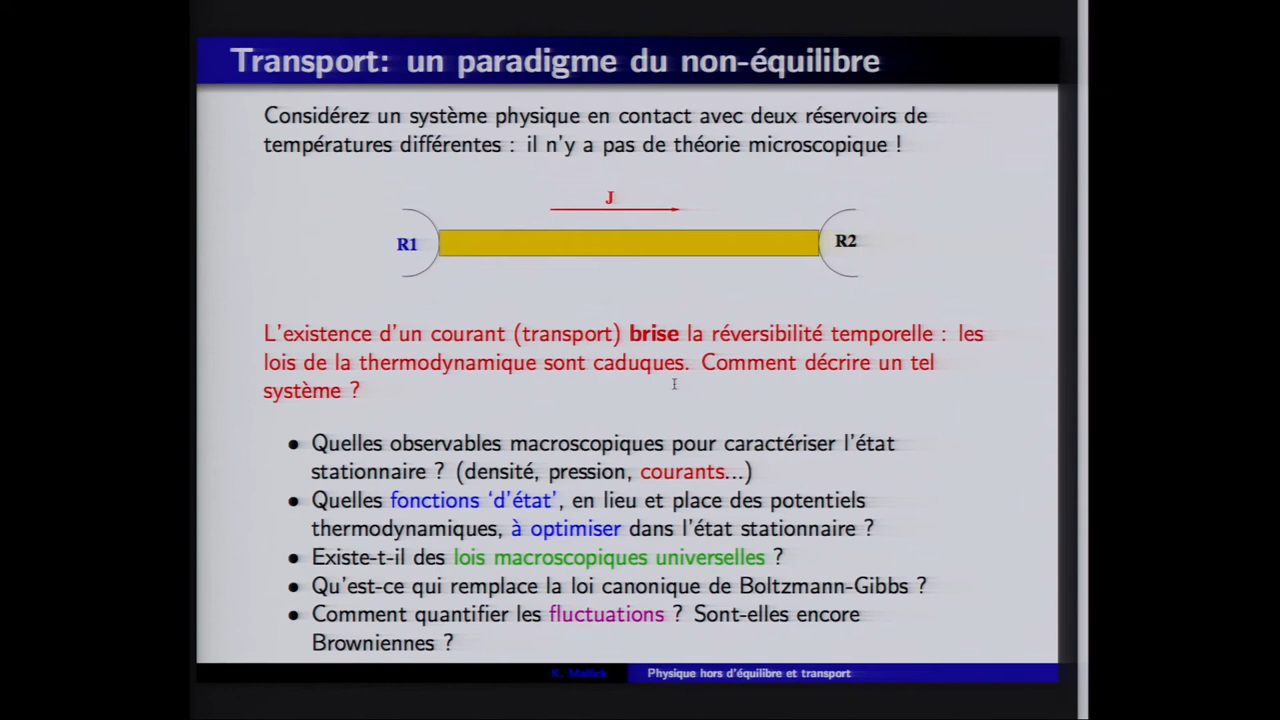 Transport: un paradigme du non-équilibre
Considérez un système physique en contact avec deux réservoirs de
températures différentes : il n'y a pas de théorie microscopique !
J
R1
R2
L'existence d'un courant (transport) brise la réversibilité temporelle : les
lois de la thermodynamique sont caduques. Comment décrire un tel
système ?
• Quelles observables macroscopiques pour caractériser l'état
stationnaire ? (densité, pression, courants...)
• Quelles fonctions 'd'état', en lieu et place des potentiels
thermodynamiques, à optimiser dans l'état stationnaire ?
• Existe-t-il des lois macroscopiques universelles ?
• Qu'est-ce qui remplace la loi canonique de Boltzmann-Gibbs ?
• Comment quantifier les fluctuations ? Sont-elles encore
Browniennes ?
K. Mallick
Physique hors d'équilibre et transport